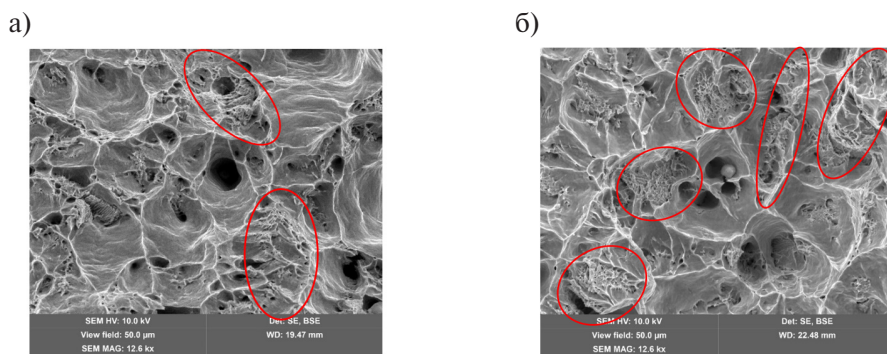 а)
б)
SEM HV: 10.0 kV
Det: SE, BSE
View field: 50.0 µm
WD: 19.47 mm
SEM MAG: 12.6 kx
SEM HV: 10.0 kV
Det: SE, BSE
View field: 50.0 µm
WD: 22.48 mm
SEM MAG: 12.6 kx